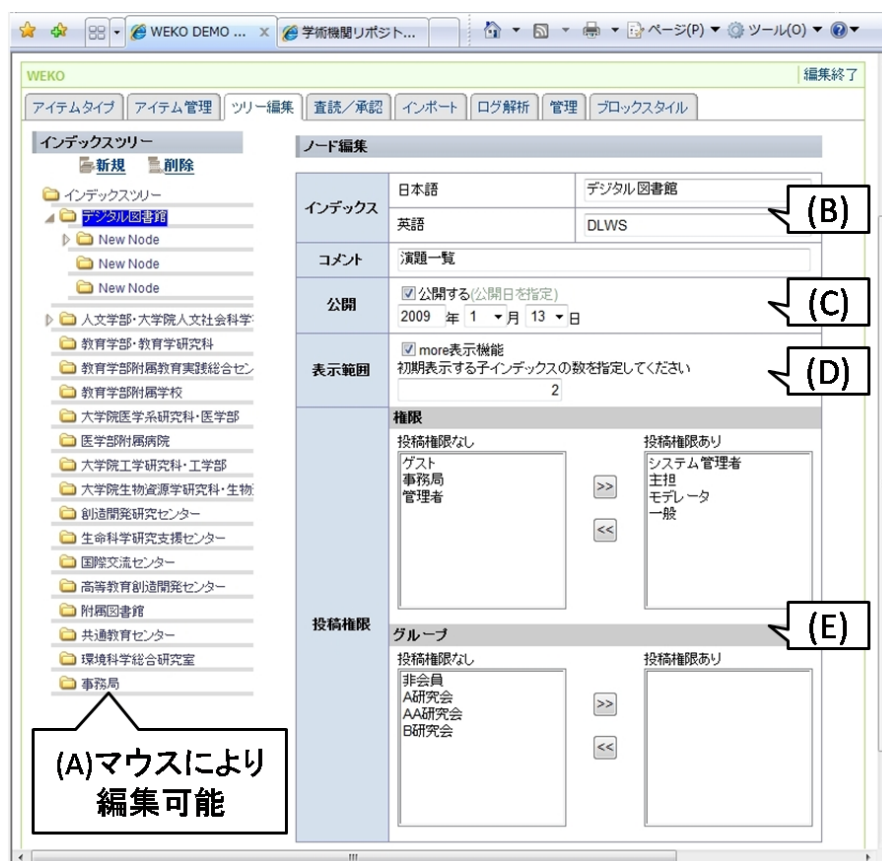 WEKO DEMO ... x 学術機関リポジト... ページ(P) ツール(O)
WEKO 編集終了
アイテムタイプ アイテム管理 ツリー編集 査読/承認 インポート ログ解析 管理 ブロックスタイル
インデックスツリー
新規 削除
インデックスツリー
デジタル図書館
New Node
New Node
New Node
人文学部・大学院人文社会科学
教育学部・教育学研究科
教育学部附属教育実践総合セン
教育学部附属学校
大学院医学系研究科・医学部
医学部附属病院
大学院工学研究科・工学部
大学院生物資源学研究科・生物
創造開発研究センター
生命科学研究支援センター
国際交流センター
高等教育創造開発センター
附属図書館
共通教育センター
環境科学総合研究室
事務局
(A)マウスにより
編集可能
ノード編集
インデックス
日本語 デジタル図書館
英語 DLWS
(B)
コメント 演題一覧
公開
公開する(公開日を指定)
2009 年 1 月 13 日
(C)
表示範囲
more表示機能
初期表示する子インデックスの数を指定してください
2
(D)
投稿権限
権限
投稿権限なし 投稿権限あり
ゲスト システム管理者
事務局 主担
管理者 モデレータ
一般
>>
<<
グループ
(E)
投稿権限なし 投稿権限あり
非会員
A研究会
AA研究会
B研究会
>>
<<